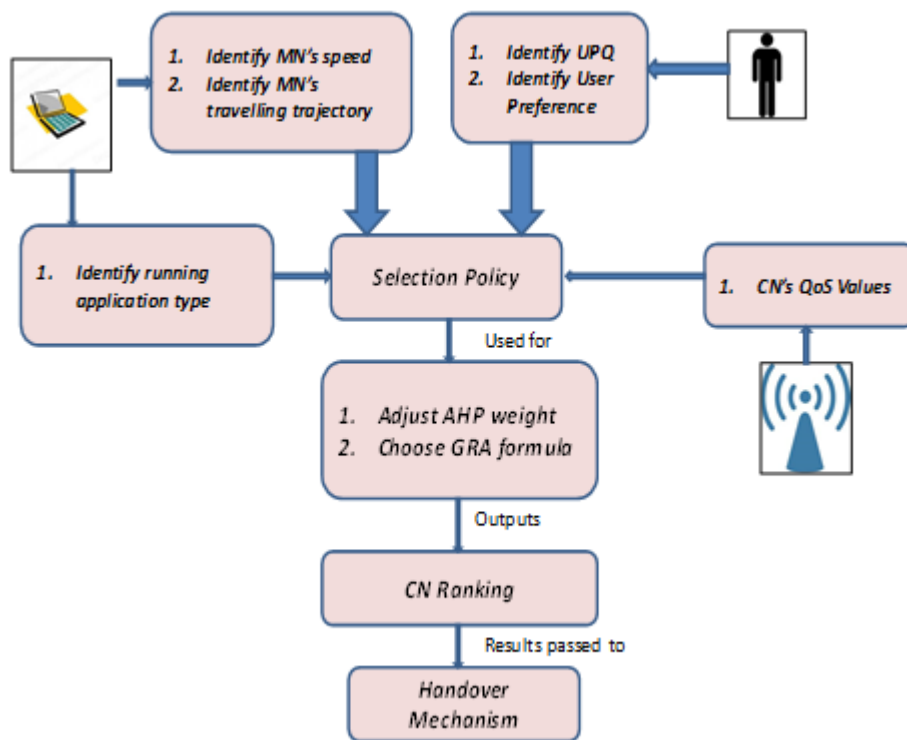 1. Identify MN's speed
2. Identify MN's
travelling trajectory
1. Identify UPQ
2. Identify User
Preference
1. Identify running
application type
Selection Policy
1. CN's QoS Values
Used for
1. Adjust AHP weight
2. Choose GRA formula
Outputs
CN Ranking
Results passed to
Handover
Mechanism